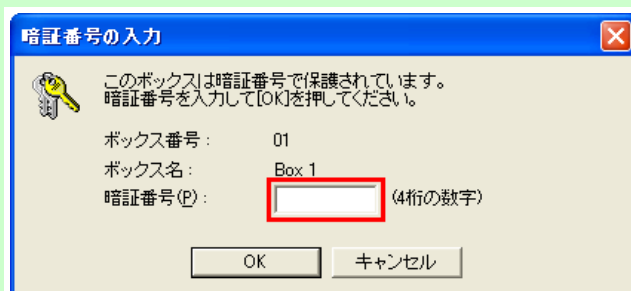 暗証番号の入力
このボックスは暗証番号で保護されています。
暗証番号を入力して[OK]を押してください。
ボックス番号： 01
ボックス名： Box 1
暗証番号(P)： (4桁の数字)
OK キャンセル